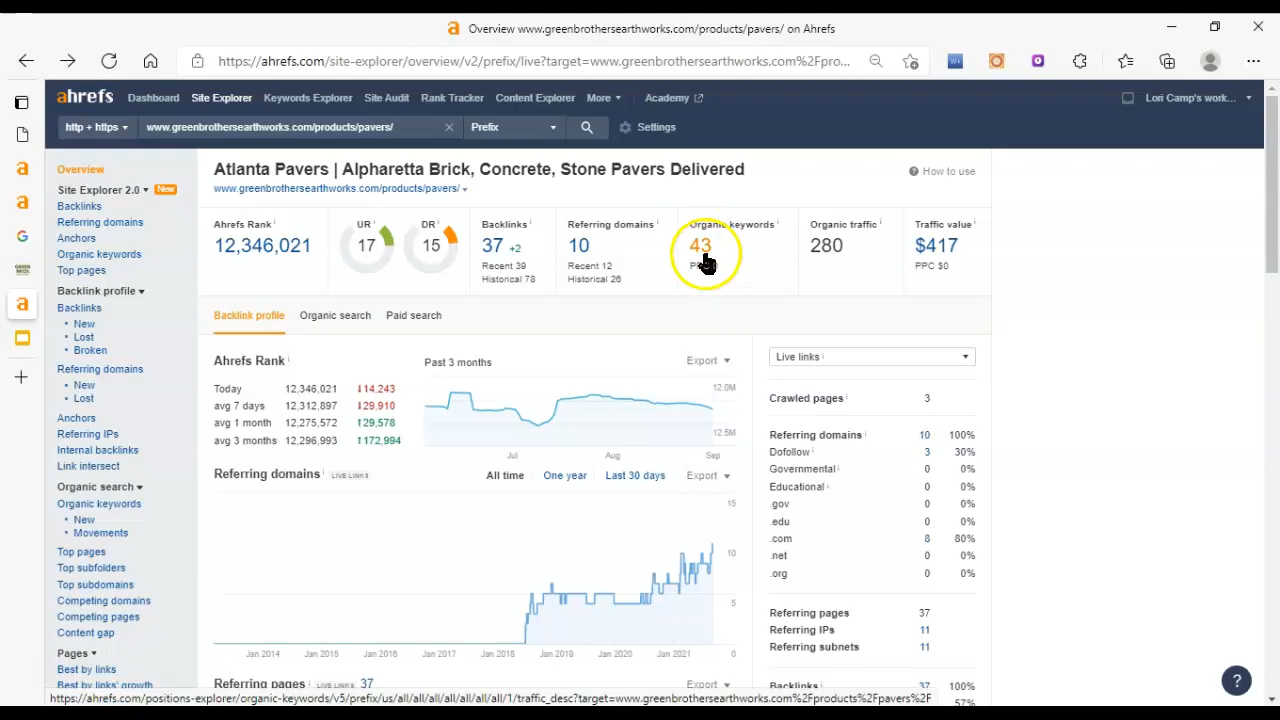 Overview www.greenbrothersearthworks.com/products/pavers/ on Ahrefs
https://ahrefs.com/site-explorer/overview/v2/prefix/live?target=www.greenbrothersearthworks.com%2Fpro...
ahrefs Dashboard Site Explorer Keywords Explorer Site Audit Rank Tracker Content Explorer More Academy Lori Camp's work...
http + https www.greenbrothersearthworks.com/products/pavers/ Prefix Settings
Overview
Site Explorer 2.0 New
Backlinks
Referring domains
Anchors
Organic keywords
Top pages
Backlink profile
Backlinks
New
Lost
Broken
Referring domains
New
Lost
Anchors
Referring IPs
Internal backlinks
Link intersect
Organic search
Organic keywords
New
Movements
Top pages
Top subfolders
Top subdomains
Competing domains
Competing pages
Content gap
Pages
Best by links
Best by links' growth
Atlanta Pavers | Alpharetta Brick, Concrete, Stone Pavers Delivered
How to use
www.greenbrothersearthworks.com/products/pavers/
Ahrefs Rank UR DR Backlinks Referring domains Organic keywords Organic traffic Traffic value
12,346,021 17 15 37 +2 10 43 280 $417
Recent 39 Recent 12 PPC $0
Historical 78 Historical 26
Backlink profile Organic search Paid search
Ahrefs Rank Past 3 months Export
Today 12,346,021 14,243
avg 7 days 12,312,897 29,910
avg 1 month 12,275,572 29,578
avg 3 months 12,296,993 172,994
12.0M
12.5M
Jul Aug Sep
Referring domains LIVE LINKS All time One year Last 30 days Export
15
10
5
0
Jan 2014 Jan 2015 Jan 2016 Jan 2017 Jan 2018 Jan 2019 Jan 2020 Jan 2021
Referring pages LIVE LINKS 37 Export
Live links
Crawled pages 3
Referring domains 10 100%
Dofollow 3 30%
Governmental 0 0%
Educational 0 0%
.gov 0 0%
.edu 0 0%
.com 8 80%
.net 0 0%
.org 0 0%
Referring pages 37
Referring IPs 11
Referring subnets 11
Backlinks 37 100%
57%
https://ahrefs.com/positions-explorer/organic-keywords/v5/prefix/us/all/all/all/all/all/all/1/traffic_desc?target=www.greenbrothersearthworks.com%2Fproducts%2Fpavers%2F